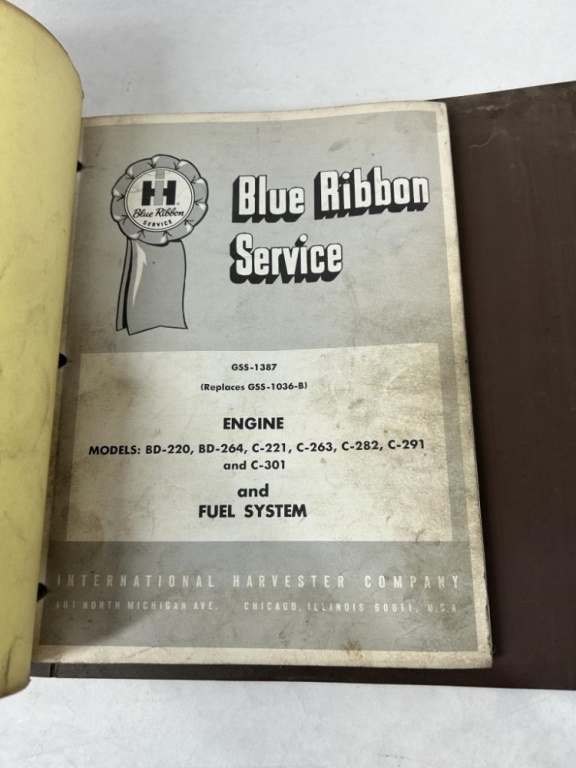 IH
Blue Ribbon
SERVICE
Blue Ribbon
Service
GSS-1387
(Replaces GSS-1036-B)
ENGINE
MODELS: BD-220, BD-264, C-221, C-263, C-282, C-291
and C-301
and
FUEL SYSTEM
INTERNATIONAL HARVESTER COMPANY
401 NORTH MICHIGAN AVE. CHICAGO, ILLINOIS 60611, U.S.A.